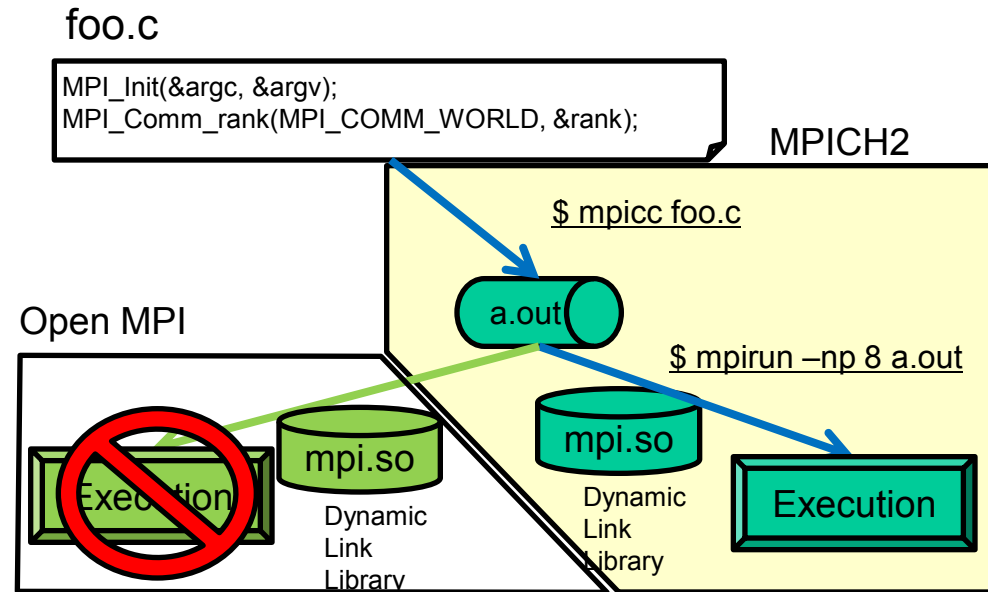 foo.c
MPI_Init(&argc, &argv);
MPI_Comm_rank(MPI_COMM_WORLD, &rank);
MPICH2
$ mpicc foo.c
a.out
Open MPI
$ mpirun –np 8 a.out
mpi.so
mpi.so
Execution
Execution
Dynamic
Link
Library
Dynamic
Link
Library